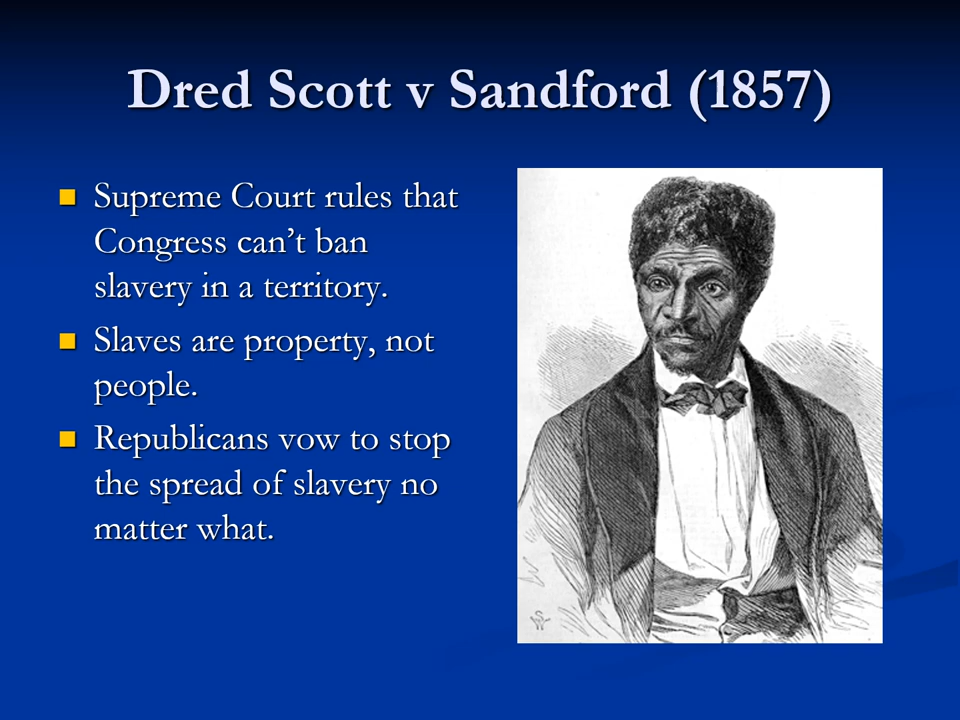 Dred Scott v Sandford (1857)
Supreme Court rules that
Congress can’t ban
slavery in a territory.
Slaves are property, not
people.
Republicans vow to stop
the spread of slavery no
matter what.